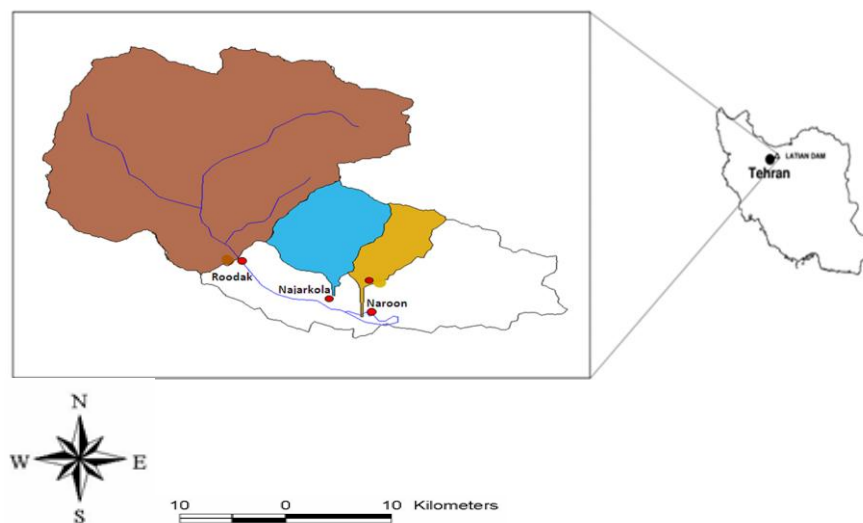 LATIAN DAM
Tehran
Roodak
Najarkola
Naroon
N
W E
S
10 0 10 Kilometers